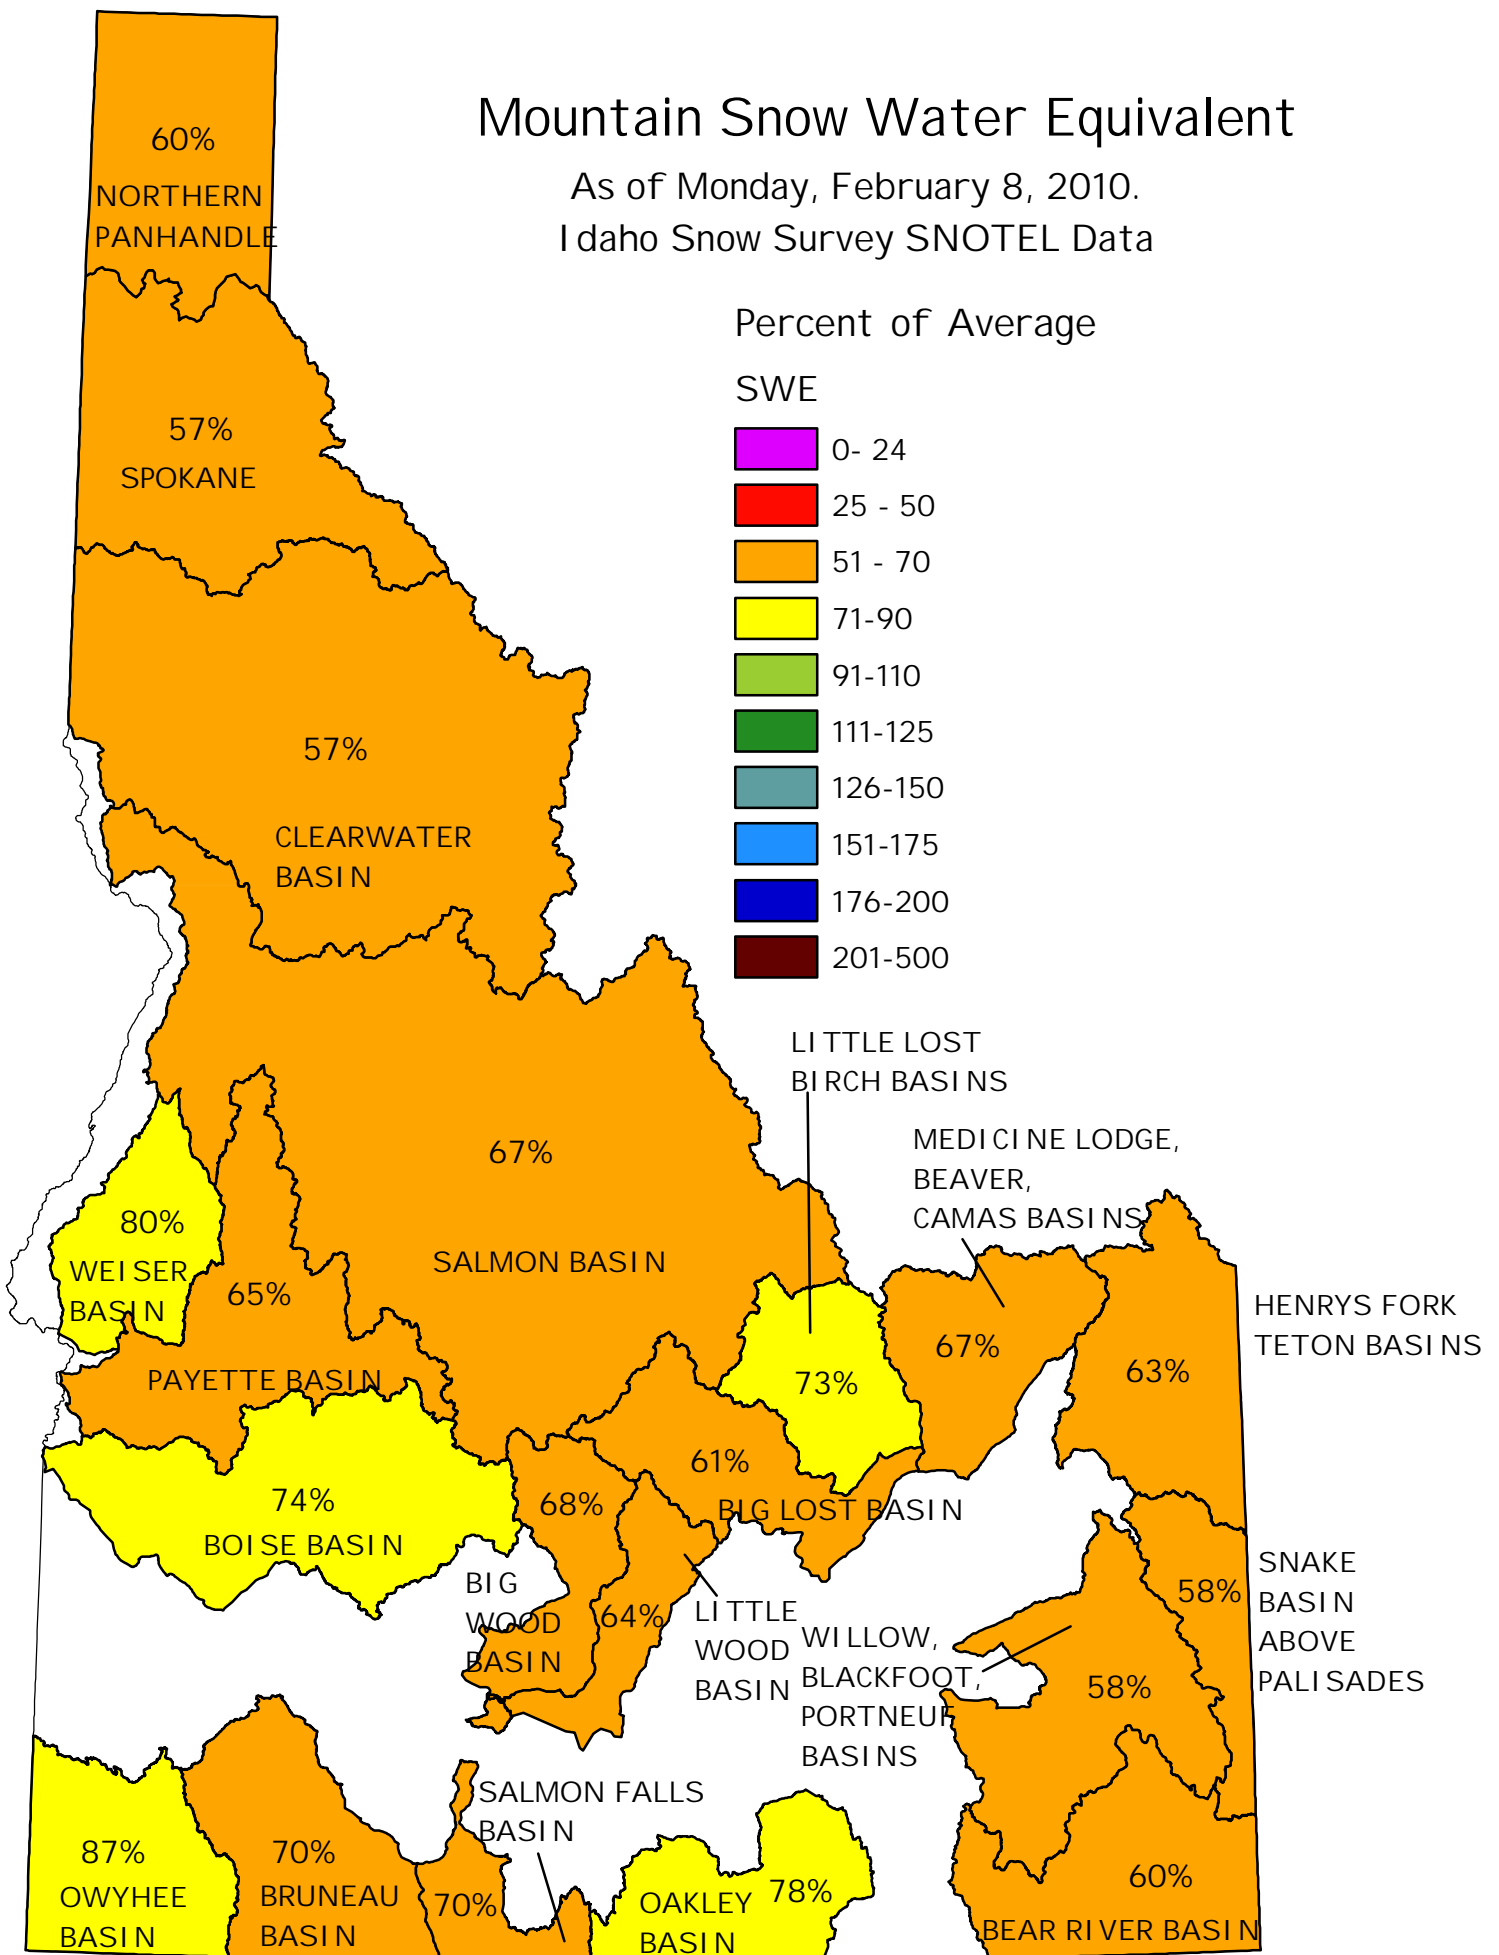 Mountain Snow Water Equivalent
As of Monday, February 8, 2010.
Idaho Snow Survey SNOTEL Data
Percent of Average
SWE
0- 24
25 - 50
51 - 70
71-90
91-110
111-125
126-150
151-175
176-200
201-500
60%
NORTHERN
PANHANDLE
57%
SPOKANE
57%
CLEARWATER
BASIN
67%
SALMON BASIN
LITTLE LOST
BIRCH BASINS
73%
MEDICINE LODGE,
BEAVER,
CAMAS BASINS
67%
HENRYS FORK
TETON BASINS
63%
80%
WEISER
BASIN
65%
PAYETTE BASIN
74%
BOISE BASIN
68%
BIG
WOOD
BASIN
61%
BIG LOST BASIN
64%
LITTLE
WOOD
BASIN
WILLOW,
BLACKFOOT,
PORTNEUF
BASINS
58%
58%
SNAKE
BASIN
ABOVE
PALISADES
87%
OWYHEE
BASIN
70%
BRUNEAU
BASIN
SALMON FALLS
BASIN
70%
OAKLEY
BASIN
78%
60%
BEAR RIVER BASIN